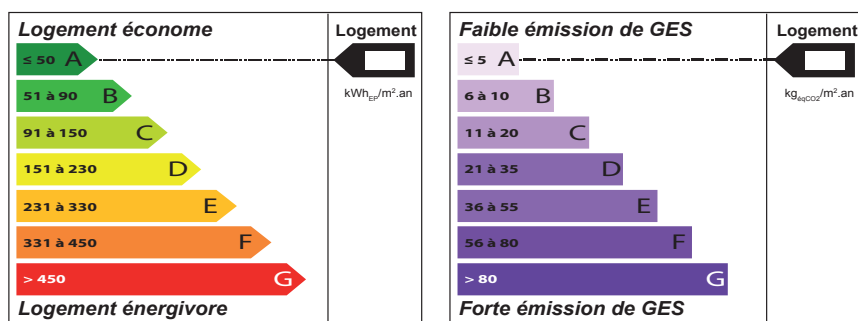 Logement économe
Logement
≤ 50 A
kWhEP/m².an
51 à 90 B
91 à 150 C
151 à 230 D
231 à 330 E
331 à 450 F
> 450 G
Logement énergivore
Faible émission de GES
Logement
≤ 5 A
kgéqCO2/m².an
6 à 10 B
11 à 20 C
21 à 35 D
36 à 55 E
56 à 80 F
> 80 G
Forte émission de GES